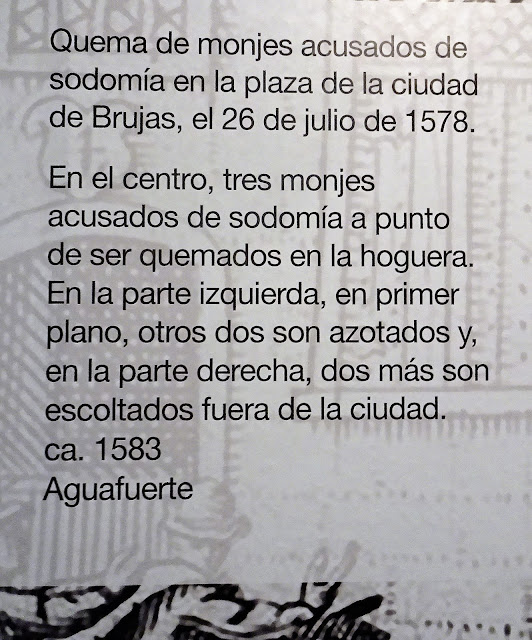 Quema de monjes acusados de
sodomía en la plaza de la ciudad
de Brujas, el 26 de julio de 1578.
En el centro, tres monjes
acusados de sodomía a punto
de ser quemados en la hoguera.
En la parte izquierda, en primer
plano, otros dos son azotados y,
en la parte derecha, dos más son
escoltados fuera de la ciudad.
ca. 1583
Aguafuerte